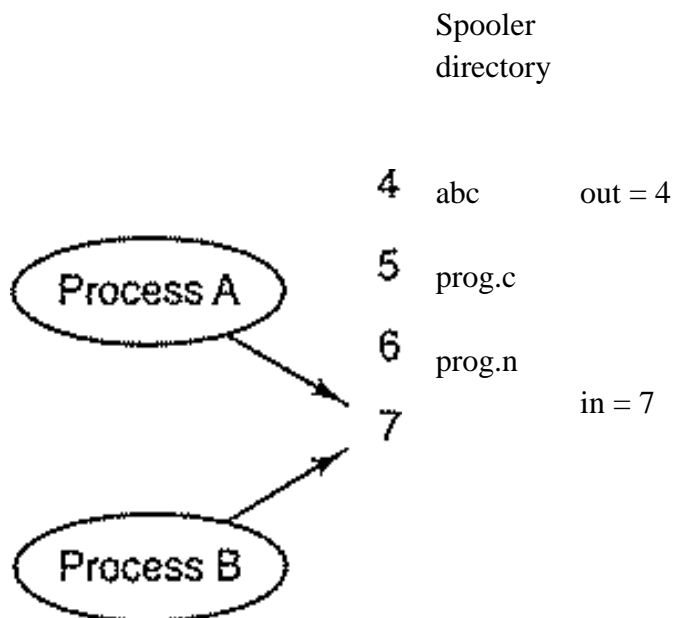 Spooler
directory
4 abc out = 4
Process A
5 prog.c
6 prog.n
in = 7
7
Process B